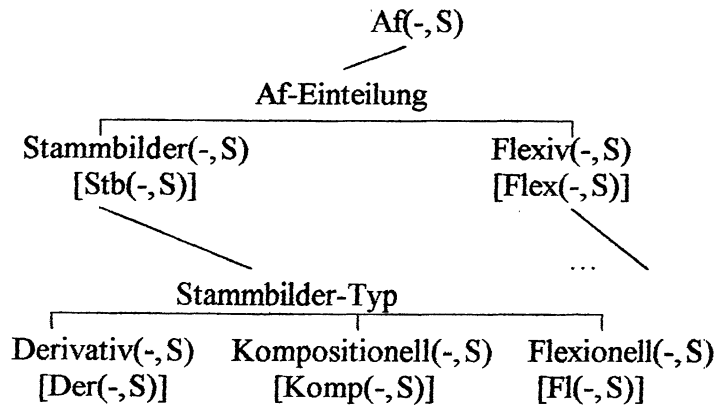 Af(-,S)
Af-Einteilung
Stammbilder(-,S) Flexiv(-,S)
[Stb(-,S)] [Flex(-,S)]
...
Stammbilder-Typ
Derivativ(-,S) Kompositionell(-,S) Flexionell(-,S)
[Der(-,S)] [Komp(-,S)] [Fl(-,S)]